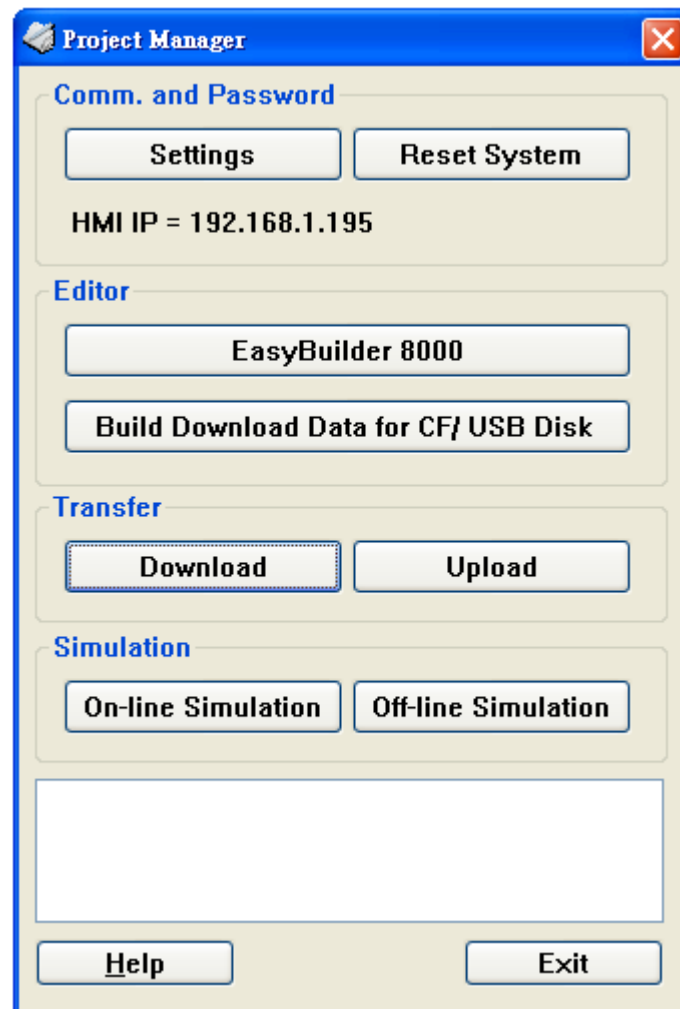 Project Manager
Comm. and Password
Settings Reset System
HMI IP = 192.168.1.195
Editor
EasyBuilder 8000
Build Download Data for CF/ USB Disk
Transfer
Download Upload
Simulation
On-line Simulation Off-line Simulation
Help Exit